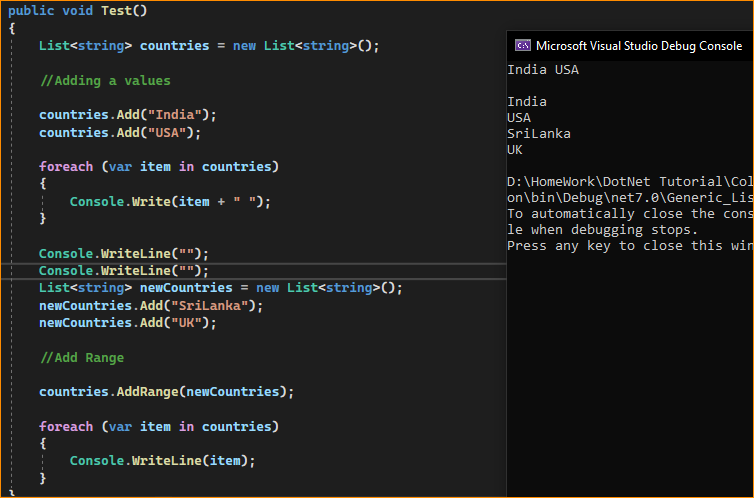 public void Test()
{
List<string> countries = new List<string>();
//Adding a values
countries.Add("India");
countries.Add("USA");
foreach (var item in countries)
{
Console.Write(item + " ");
}
Console.WriteLine("");
Console.WriteLine("");
List<string> newCountries = new List<string>();
newCountries.Add("SriLanka");
newCountries.Add("UK");
//Add Range
countries.AddRange(newCountries);
foreach (var item in countries)
{
Console.WriteLine(item);
}
}
Microsoft Visual Studio Debug Console
India USA
India
USA
SriLanka
UK
D:\HomeWork\DotNet Tutorial\Col
on\bin\Debug\net7.0\Generic_Lis
To automatically close the cons
le when debugging stops.
Press any key to close this win